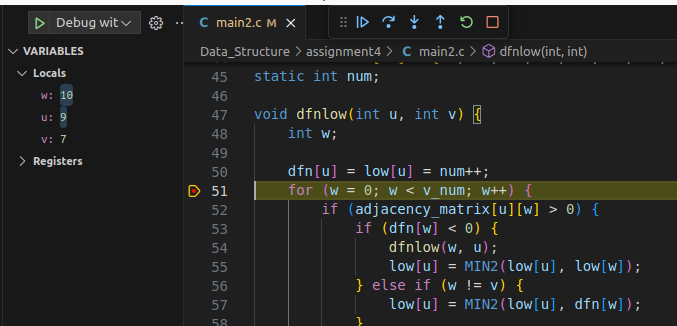 Debug wit
main2.c M
VARIABLES
Locals
w: 10
u: 9
v: 7
Registers
Data_Structure > assignment4 > C main2.c > dfnlow(int, int)
45 static int num;
46
47 void dfnlow(int u, int v) {
48 int w;
49
50 dfn[u] = low[u] = num++;
51 for (w = 0; w < v_num; w++) {
52 if (adjacency_matrix[u][w] > 0) {
53 if (dfn[w] < 0) {
54 dfnlow(w, u);
55 low[u] = MIN2(low[u], low[w]);
56 } else if (w != v) {
57 low[u] = MIN2(low[u], dfn[w]);
58 }